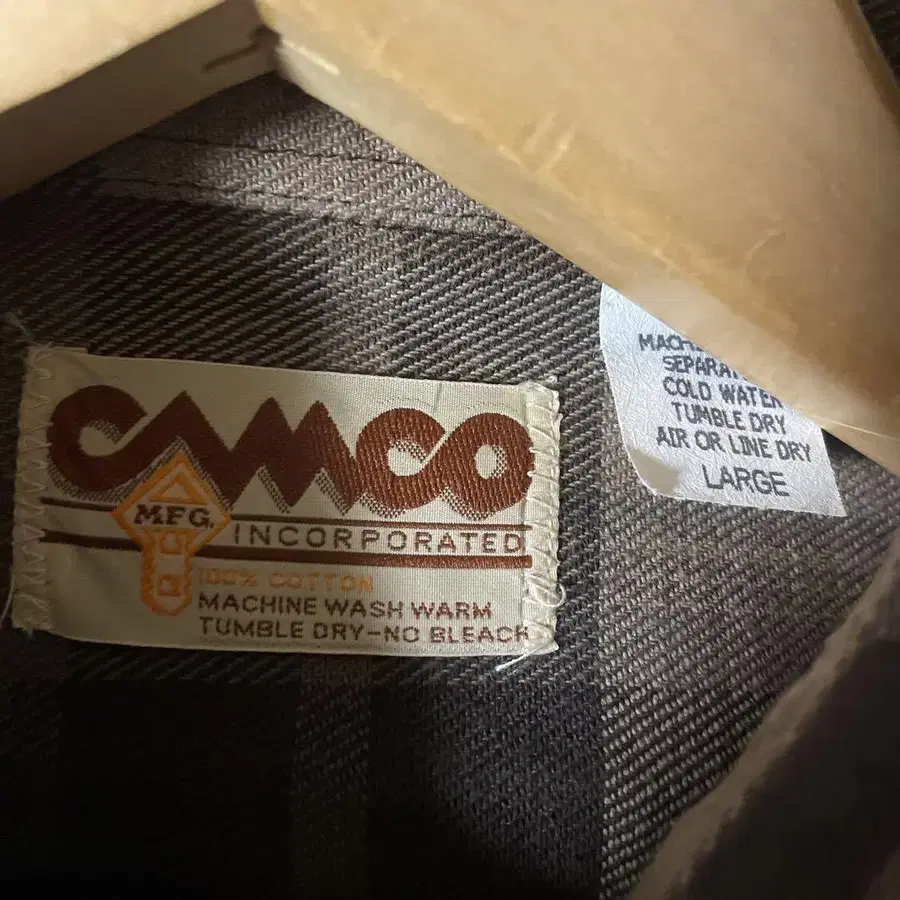 CAMCO
MFG.
INCORPORATED
100% COTTON
MACHINE WASH WARM
TUMBLE DRY-NO BLEACH
SEPARAT
COLD WATER
TUMBLE DRY
AIR OR LINE DRY
LARGE